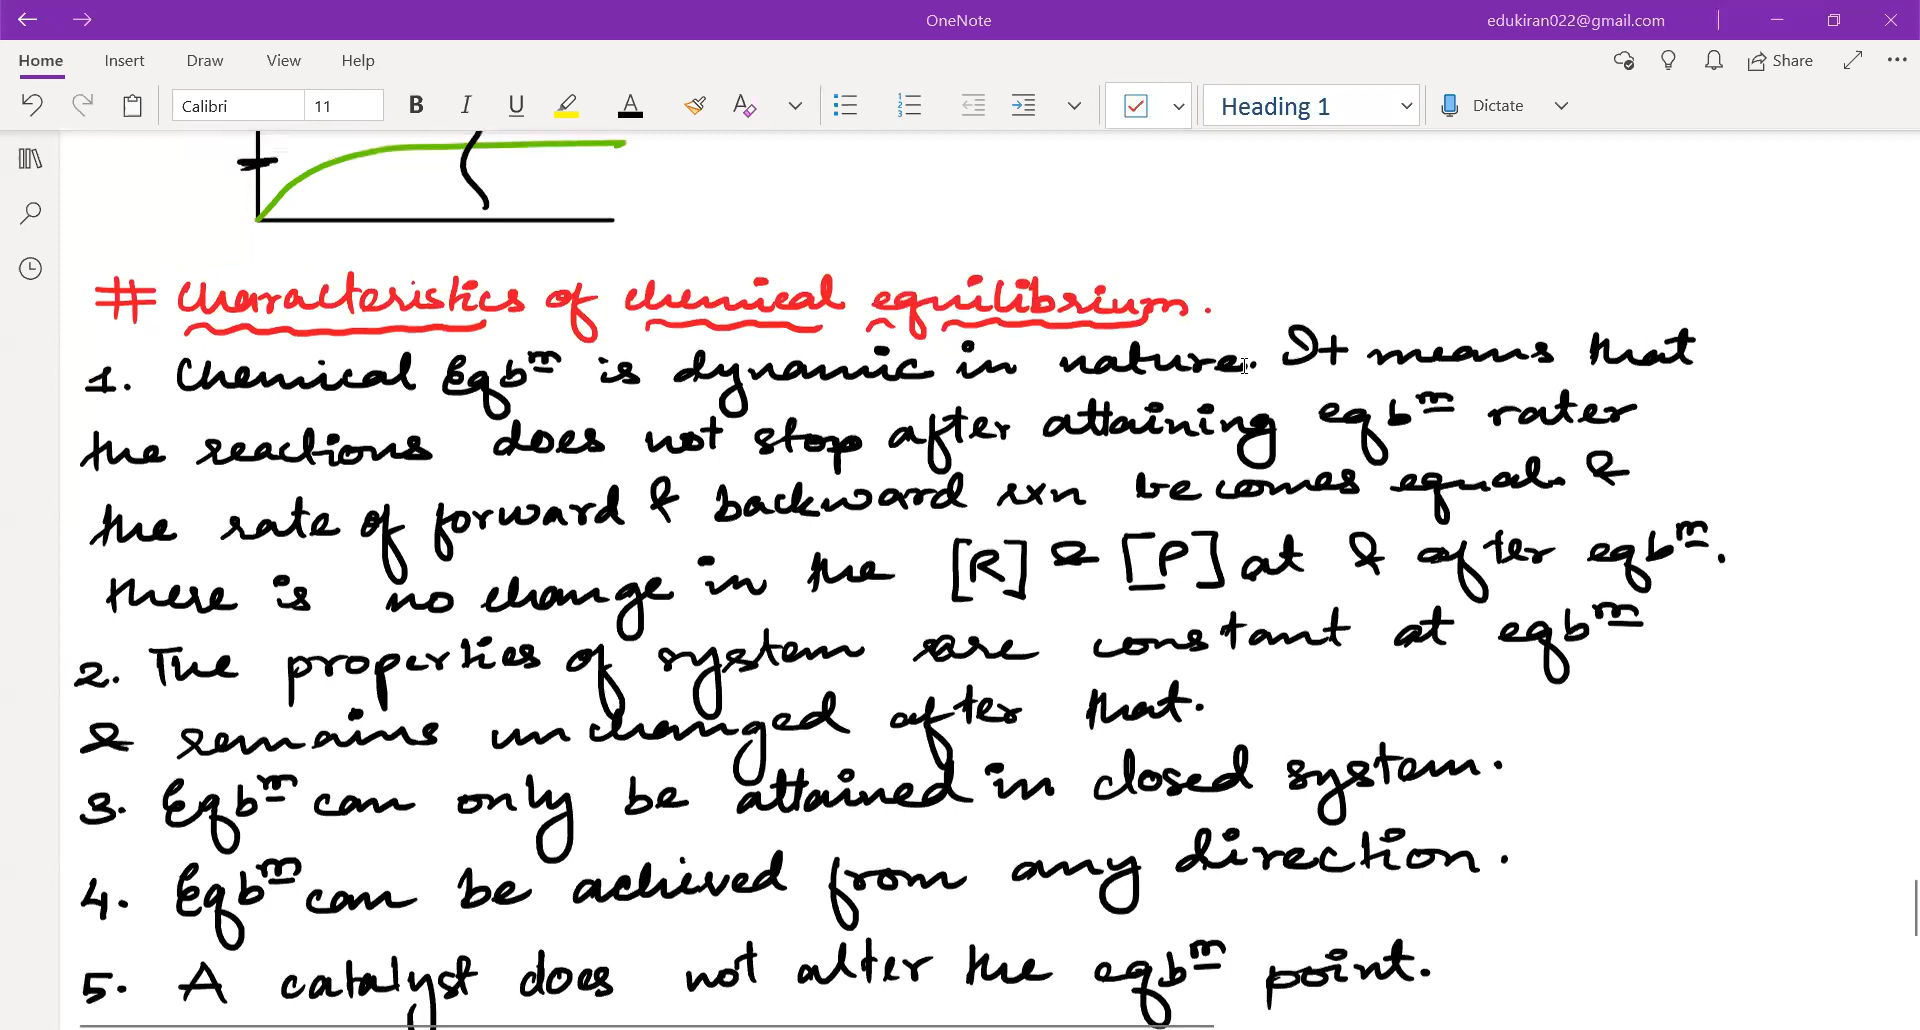 OneNote
edukiran022@gmail.com
Home Insert Draw View Help
Share
Calibri 11 B I U A A Heading 1 Dictate
# Characteristics of chemical equilibrium.
1. Chemical Eqbᵐ is dynamic in nature. It means that
the reactions does not stop after attaining eqbᵐ rater
the rate of forward & backward rxn becomes equal. &
there is no change in the [R] & [P] at & after eqbᵐ.
2. The properties of system are constant at eqbᵐ
& remains unchanged after that.
3. Eqbᵐ can only be attained in closed system.
4. Eqbᵐ can be achieved from any direction.
5. A catalyst does not alter the eqbᵐ point.